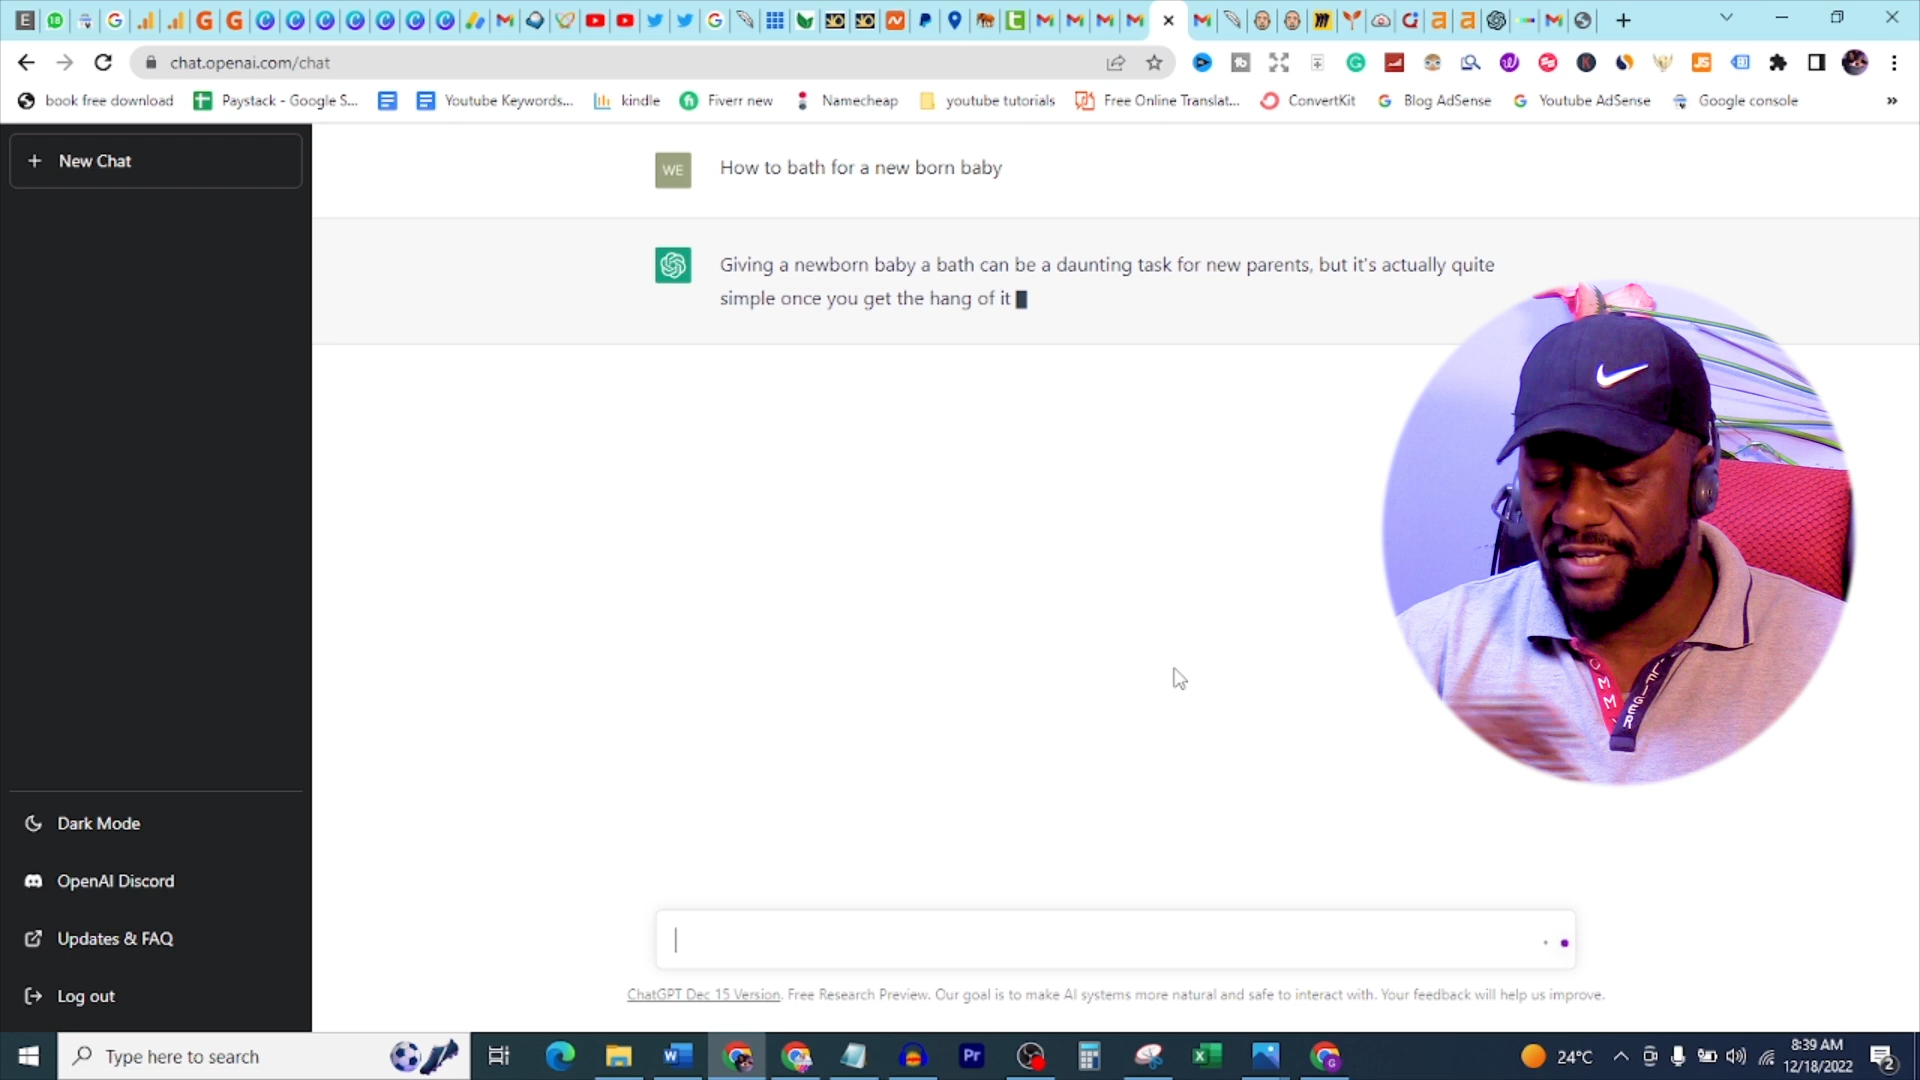 chat.openai.com/chat
book free download
Paystack - Google S...
Youtube Keywords...
kindle
Fiverr new
Namecheap
youtube tutorials
Free Online Translat...
ConvertKit
Blog AdSense
Youtube AdSense
Google console
»
+ New Chat
WE
How to bath for a new born baby
Giving a newborn baby a bath can be a daunting task for new parents, but it's actually quite
simple once you get the hang of it
Dark Mode
OpenAI Discord
Updates & FAQ
Log out
ChatGPT Dec 15 Version. Free Research Preview. Our goal is to make AI systems more natural and safe to interact with. Your feedback will help us improve.
Type here to search
Pr
24°C
8:39 AM
12/18/2022
2